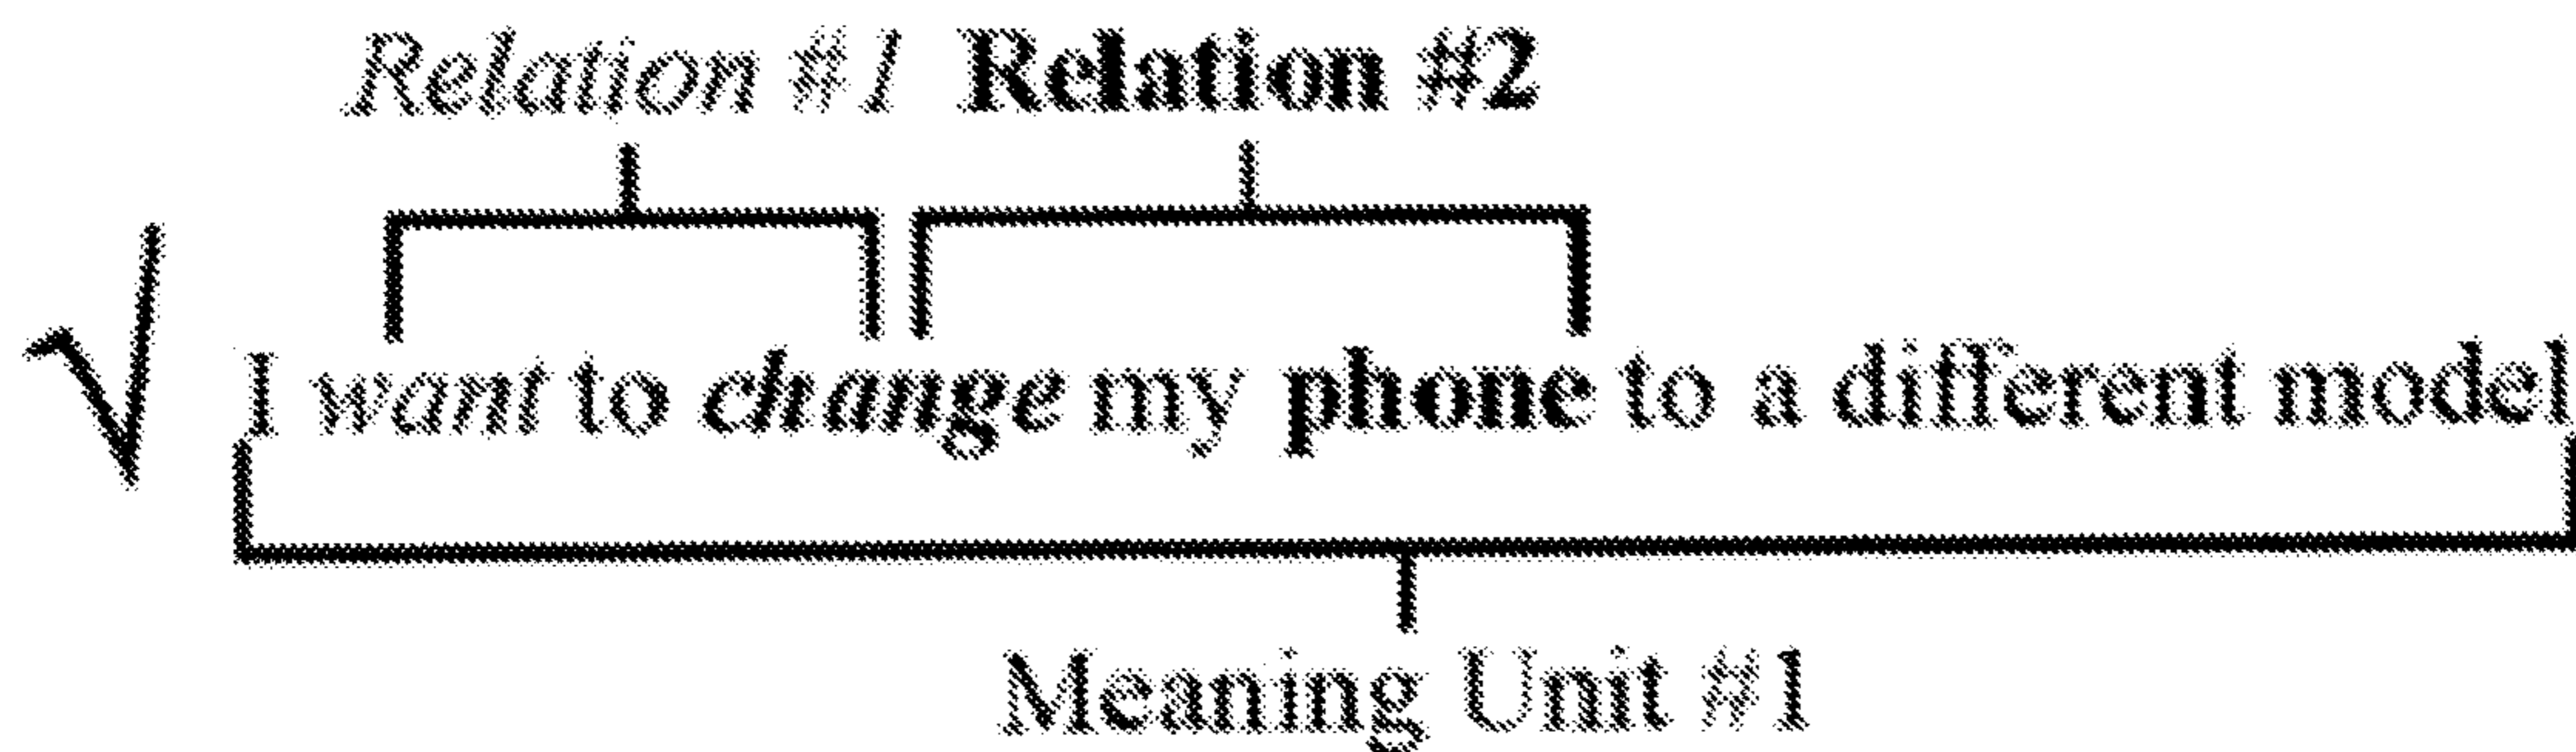 Relation #1 Relation #2
√ I want to change my phone to a different model
Meaning Unit #1